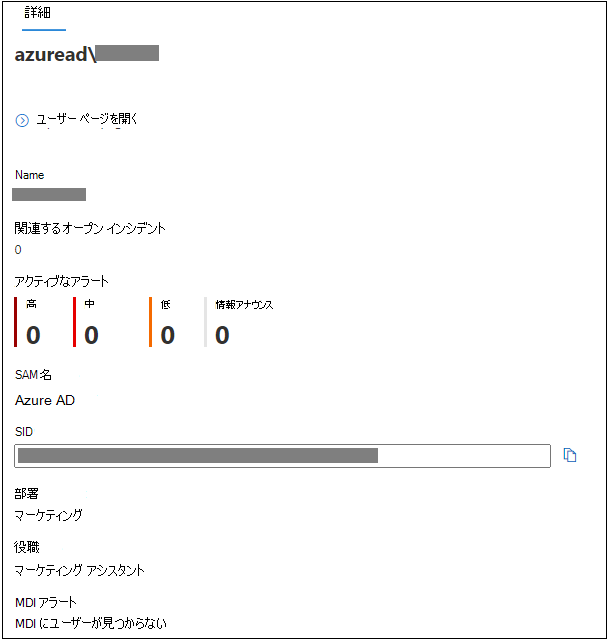 詳細
azuread\
ユーザー ページを開く
Name
関連するオープン インシデント
0
アクティブなアラート
高 中 低 情報アナウンス
0 0 0 0
SAM 名
Azure AD
SID
部署
マーケティング
役職
マーケティング アシスタント
MDI アラート
MDI にユーザーが見つからない